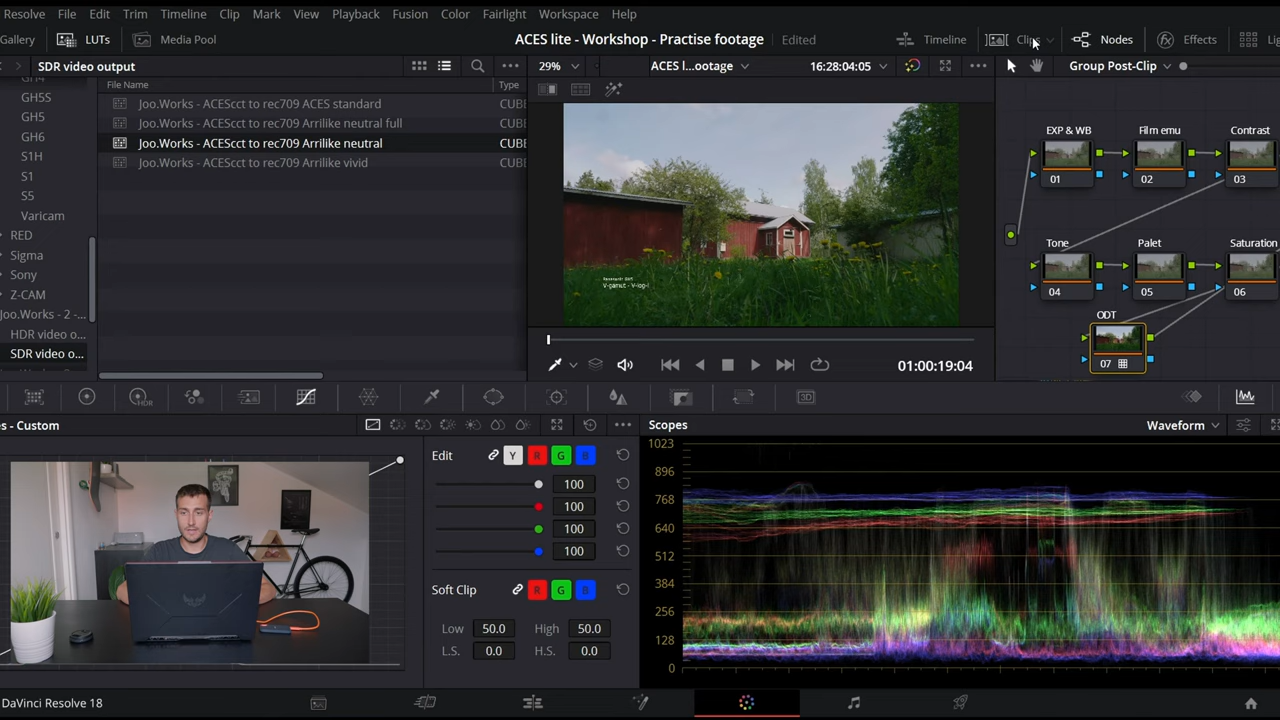 Resolve File Edit Trim Timeline Clip Mark View Playback Fusion Color Fairlight Workspace Help
Gallery LUTs Media Pool ACES lite - Workshop - Practise footage Edited Timeline Clips Nodes Effects
SDR video output 29% ACES l...ootage 16:28:04:05 Group Post-Clip
File Name Type
GH5S
GH5
GH6
S1H
S1
S5
Varicam
RED
Sigma
Sony
Z-CAM
Joo.Works - 2 -...
HDR video o...
SDR video o...
Joo.Works - ACEScct to rec709 ACES standard CUBE
Joo.Works - ACEScct to rec709 Arrilike neutral full CUBE
Joo.Works - ACEScct to rec709 Arrilike neutral CUBE
Joo.Works - ACEScct to rec709 Arrilike vivid CUBE
V-gamut - V-log-l
01:00:19:04
EXP & WB Film emu Contrast
01 02 03
Tone Palet Saturation
04 05 06
ODT
07
HDR
3D
s - Custom
Edit Y R G B
100
100
100
100
Soft Clip R G B
Low 50.0 High 50.0
L.S. 0.0 H.S. 0.0
Scopes Waveform
1023
896
768
640
512
384
256
128
0
DaVinci Resolve 18